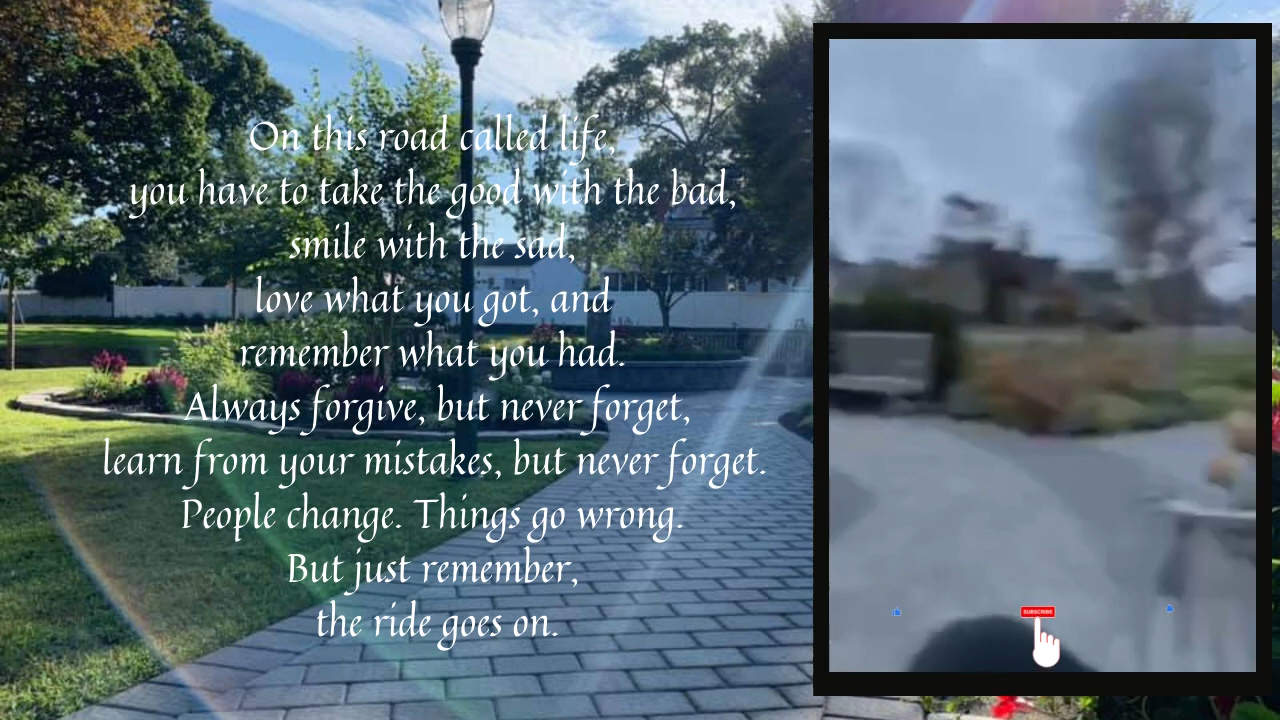 On this road called life,
you have to take the good with the bad,
smile with the sad,
love what you got, and
remember what you had.
Always forgive, but never forget,
learn from your mistakes, but never forget.
People change. Things go wrong.
But just remember,
the ride goes on.
SUBSCRIBE